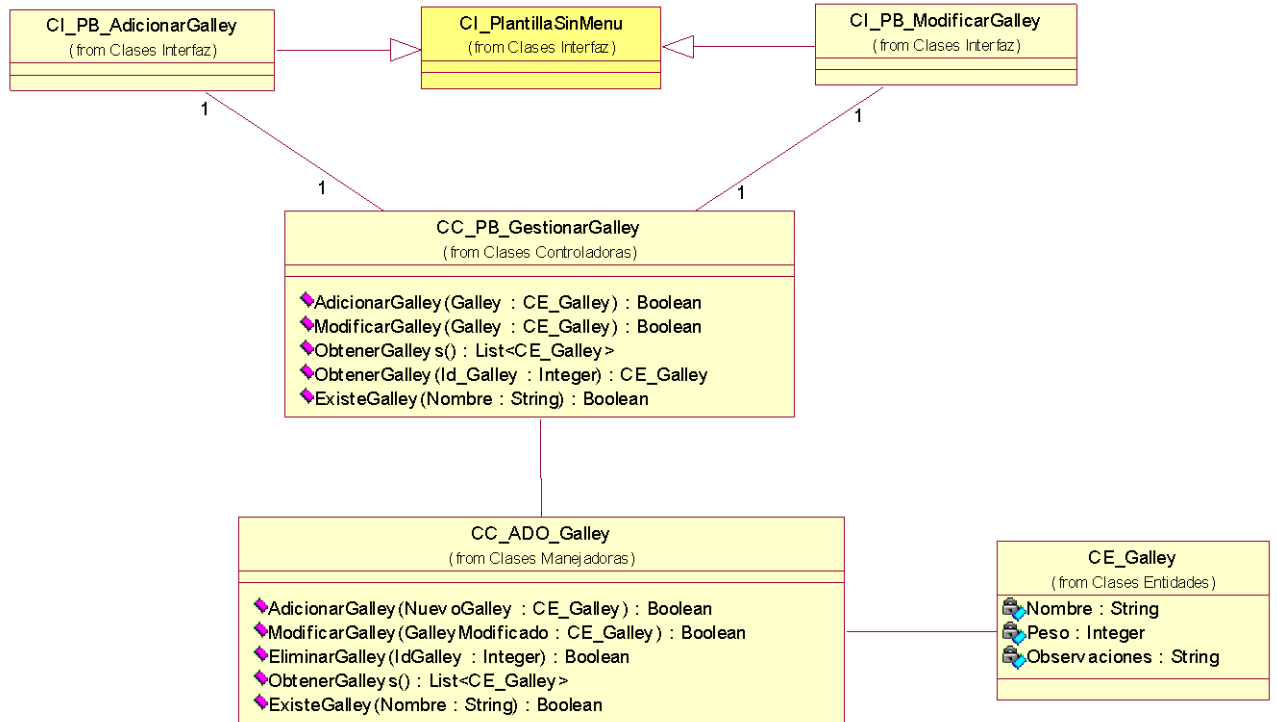 CI_PB_AdicionarGalley
(from Clases Interfaz)
CI_PlantillaSinMenu
(from Clases Interfaz)
CI_PB_ModificarGalley
(from Clases Interfaz)
1
1
1
1
CC_PB_GestionarGalley
(from Clases Controladoras)
AdicionarGalley(Galley : CE_Galley) : Boolean
ModificarGalley(Galley : CE_Galley) : Boolean
ObtenerGalleys() : List<CE_Galley>
ObtenerGalley(Id_Galley : Integer) : CE_Galley
ExisteGalley(Nombre : String) : Boolean
CC_ADO_Galley
(from Clases Manejadoras)
AdicionarGalley(NuevoGalley : CE_Galley) : Boolean
ModificarGalley(GalleyModificado : CE_Galley) : Boolean
EliminarGalley(IdGalley : Integer) : Boolean
ObtenerGalleys() : List<CE_Galley>
ExisteGalley(Nombre : String) : Boolean
CE_Galley
(from Clases Entidades)
Nombre : String
Peso : Integer
Observaciones : String